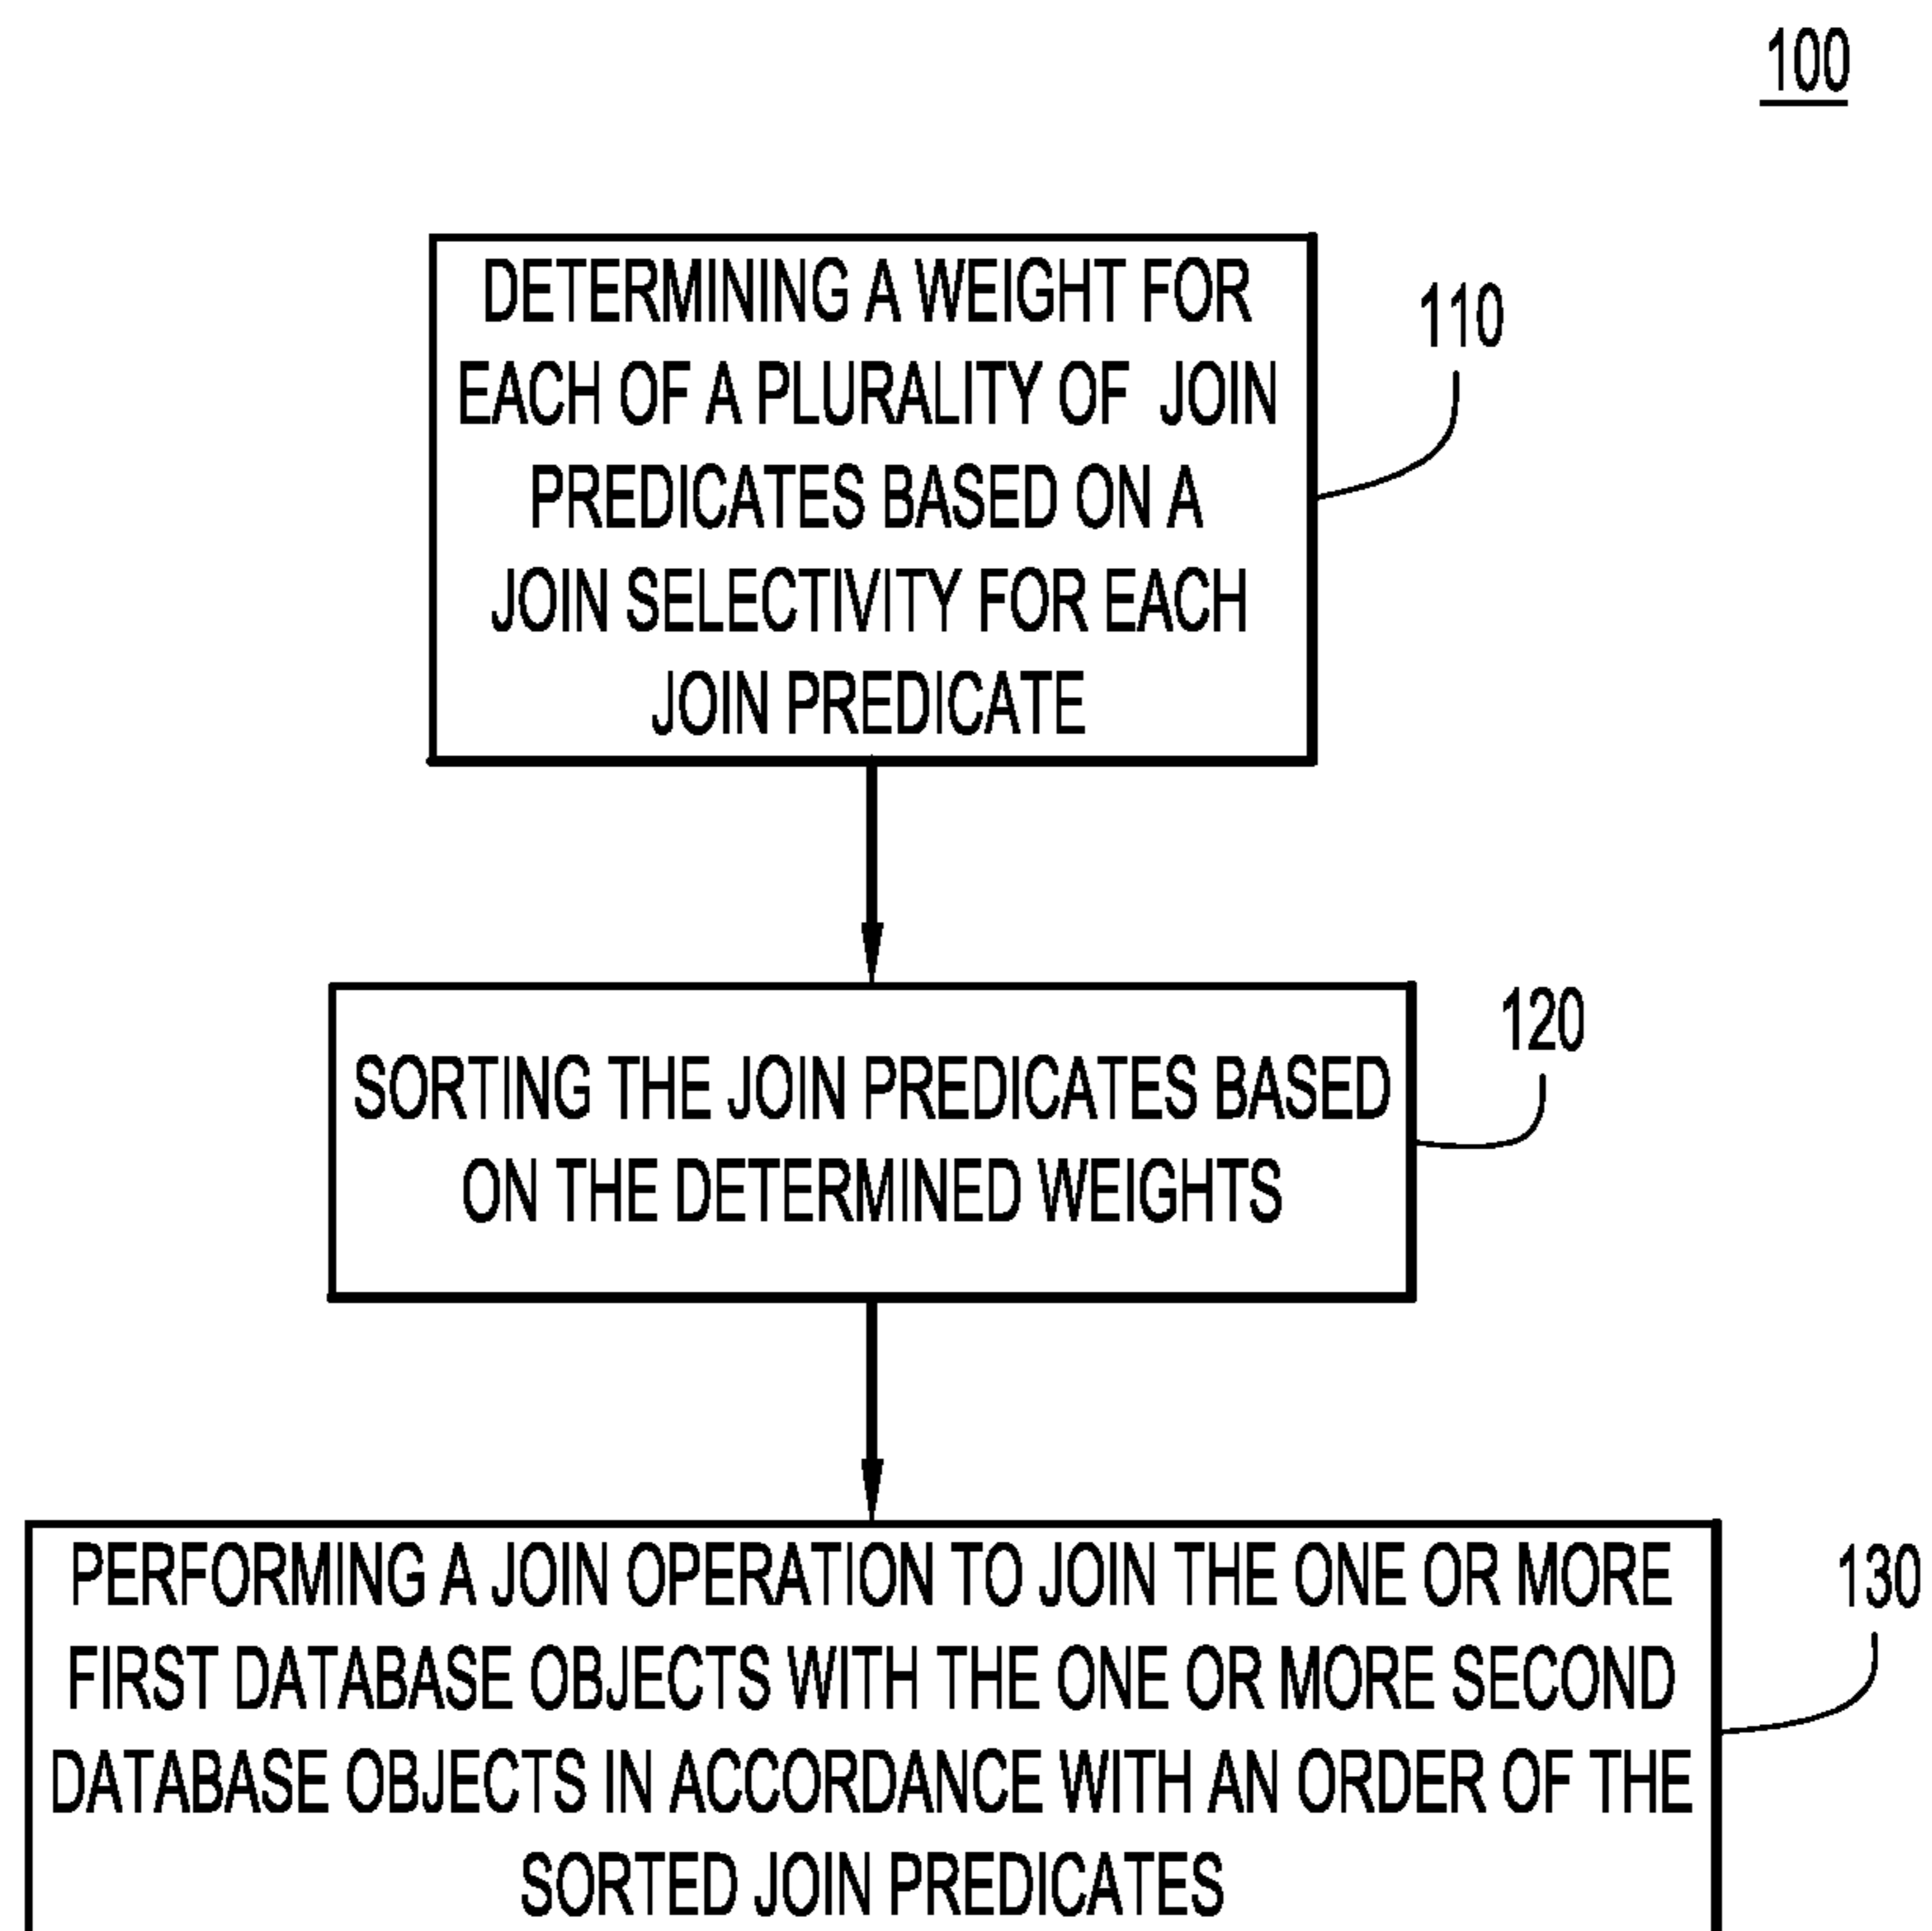 100
DETERMINING A WEIGHT FOR
EACH OF A PLURALITY OF JOIN
PREDICATES BASED ON A
JOIN SELECTIVITY FOR EACH
JOIN PREDICATE
110
SORTING THE JOIN PREDICATES BASED
ON THE DETERMINED WEIGHTS
120
PERFORMING A JOIN OPERATION TO JOIN THE ONE OR MORE
FIRST DATABASE OBJECTS WITH THE ONE OR MORE SECOND
DATABASE OBJECTS IN ACCORDANCE WITH AN ORDER OF THE
SORTED JOIN PREDICATES
130